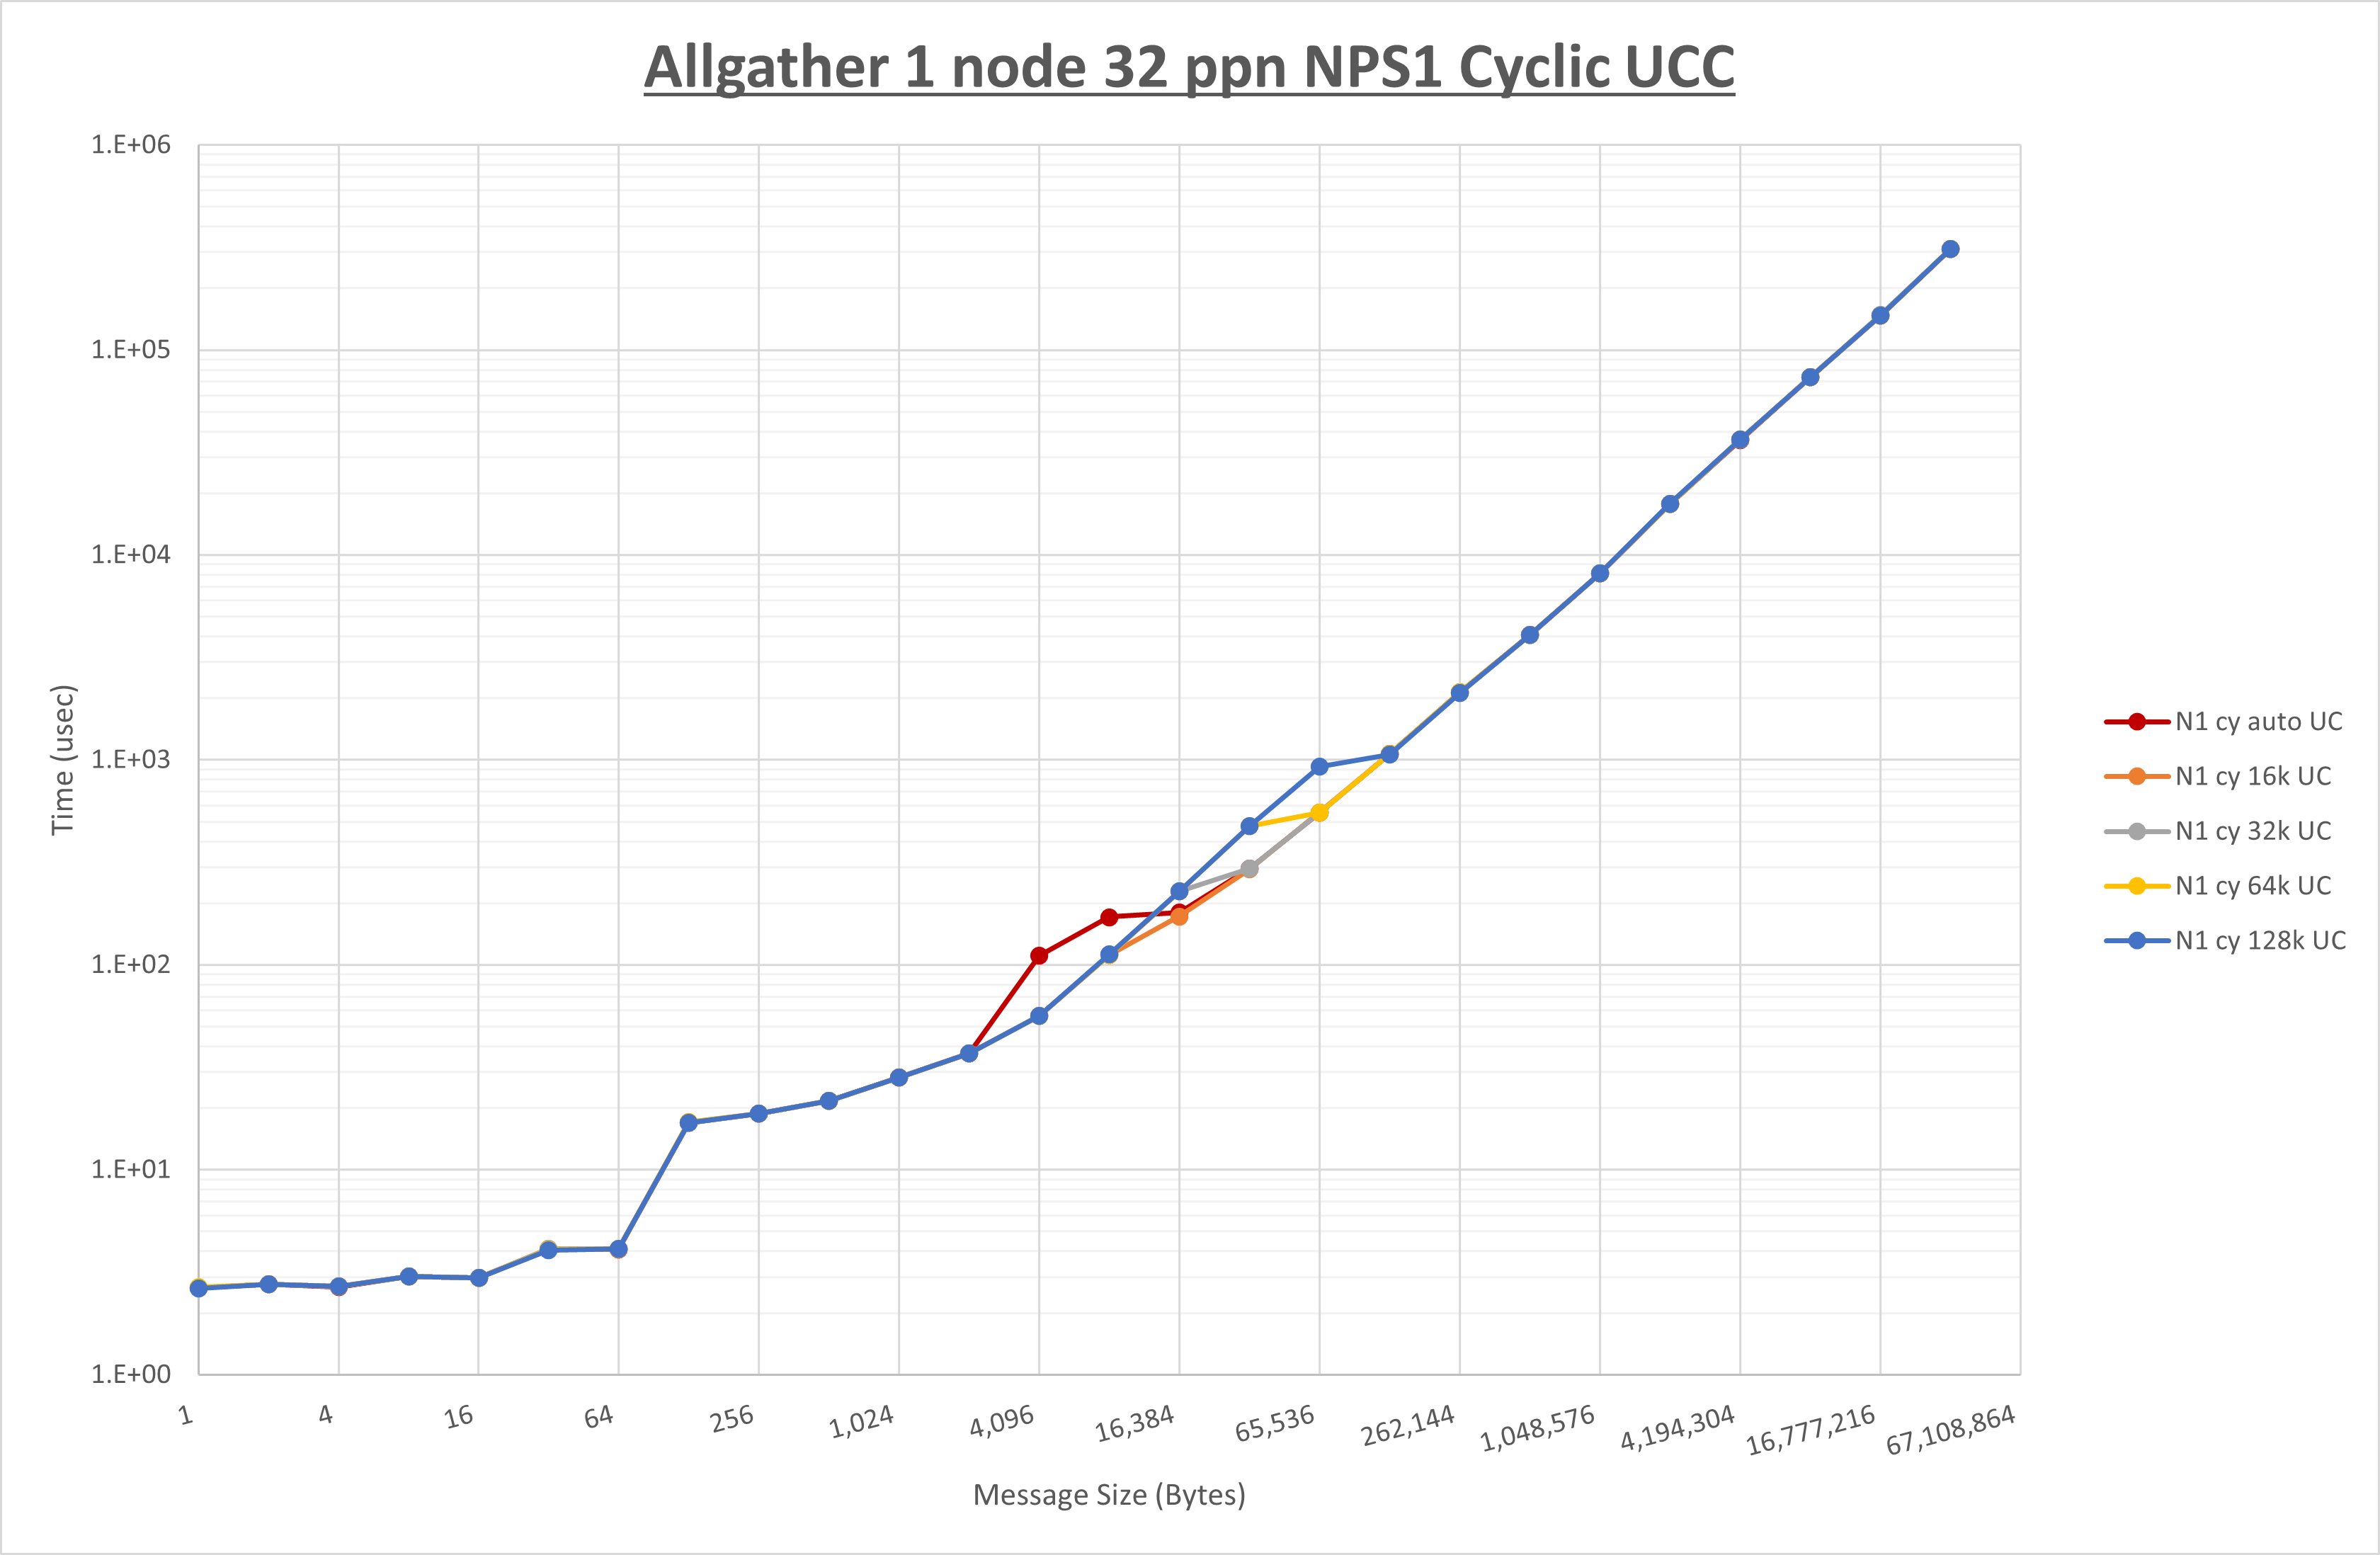 Allgather 1 node 32 ppn NPS1 Cyclic UCC
1.E+06
1.E+05
1.E+04
1.E+03
1.E+02
1.E+01
1.E+00
Time (usec)
1 4 16 64 256 1,024 4,096 16,384 65,536 262,144 1,048,576 4,194,304 16,777,216 67,108,864
Message Size (Bytes)
N1 cy auto UC
N1 cy 16k UC
N1 cy 32k UC
N1 cy 64k UC
N1 cy 128k UC